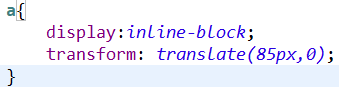 a{
    display:inline-block;
    transform: translate(85px,0);
}